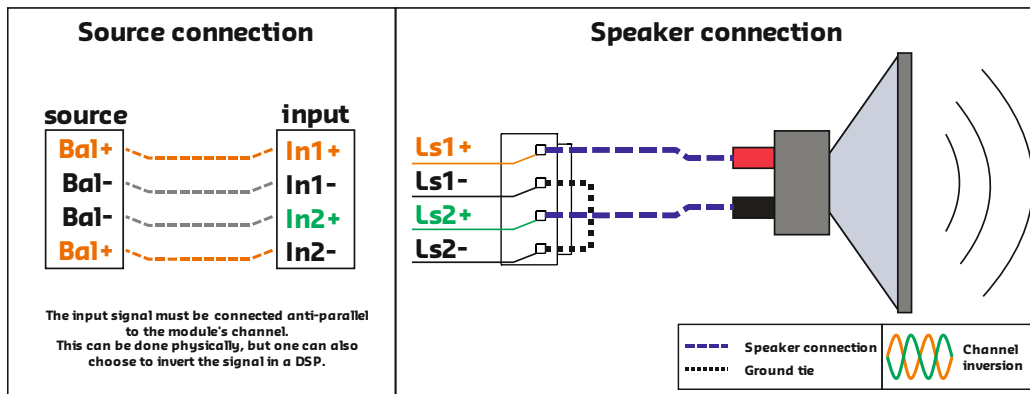 Source connection
source
input
Bal+
In1+
Bal-
In1-
Bal-
In2+
Bal+
In2-
The input signal must be connected anti-parallel
to the module's channel.
This can be done physically, but one can also
choose to invert the signal in a DSP.
Speaker connection
Ls1+
Ls1-
Ls2+
Ls2-
Speaker connection
Ground tie
Channel
inversion